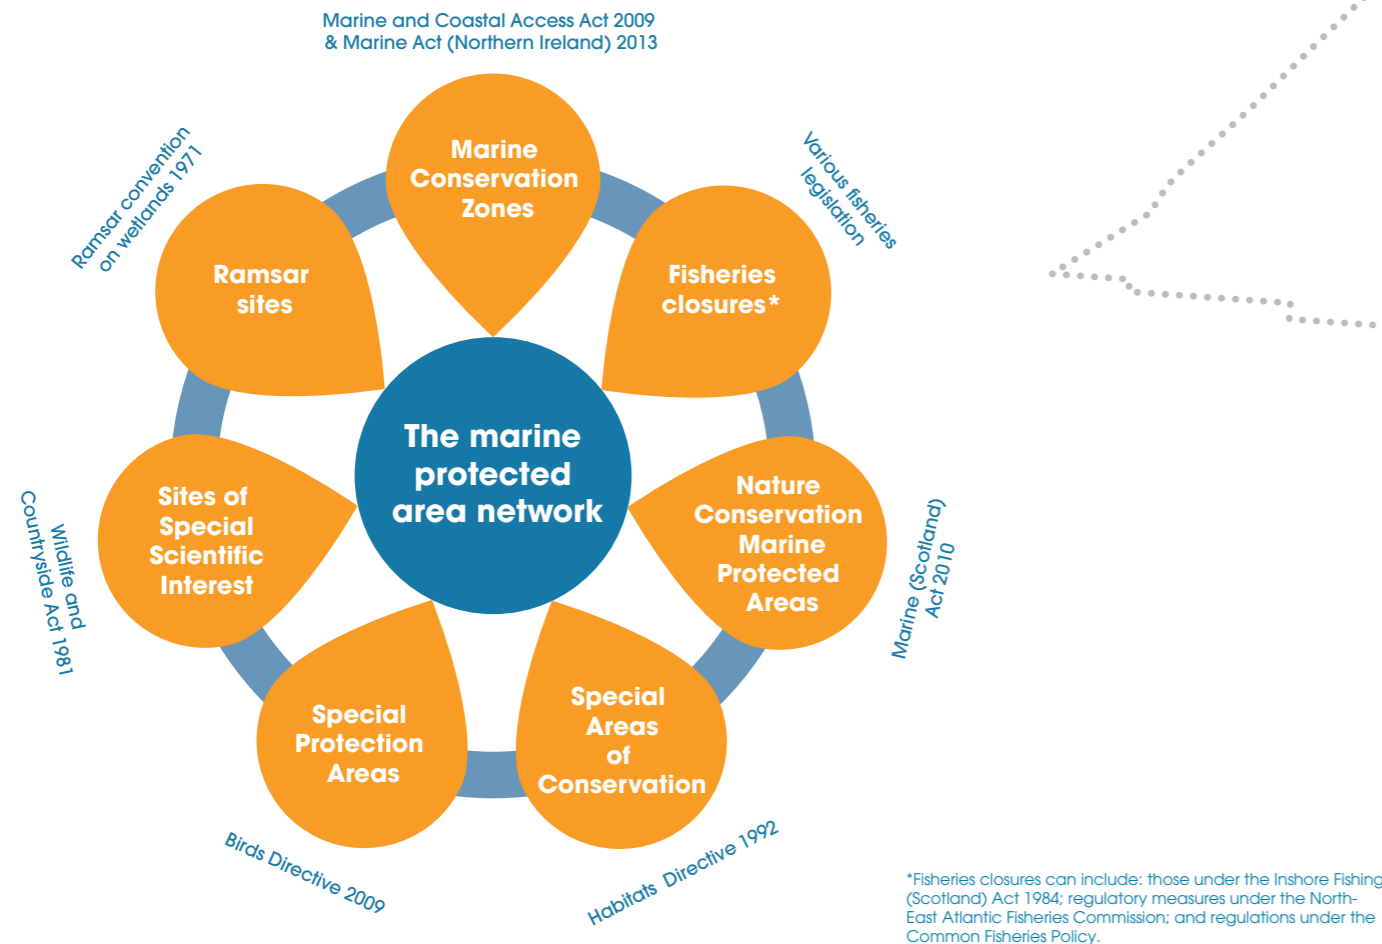 Marine and Coastal Access Act 2009
& Marine Act (Northern Ireland) 2013
Marine
Conservation
Zones
Various fisheries
legislation
Fisheries
closures*
Nature
Conservation
Marine
Protected
Areas
Marine (Scotland)
Act 2010
Special
Areas
of
Conservation
Habitats Directive 1992
Special
Protection
Areas
Birds Directive 2009
Sites of
Special
Scientific
Interest
Wildlife and
Countryside Act 1981
Ramsar
sites
Ramsar convention
on wetlands 1971
The marine
protected
area network
*Fisheries closures can include: those under the Inshore Fishing
(Scotland) Act 1984; regulatory measures under the North-
East Atlantic Fisheries Commission; and regulations under the
Common Fisheries Policy.